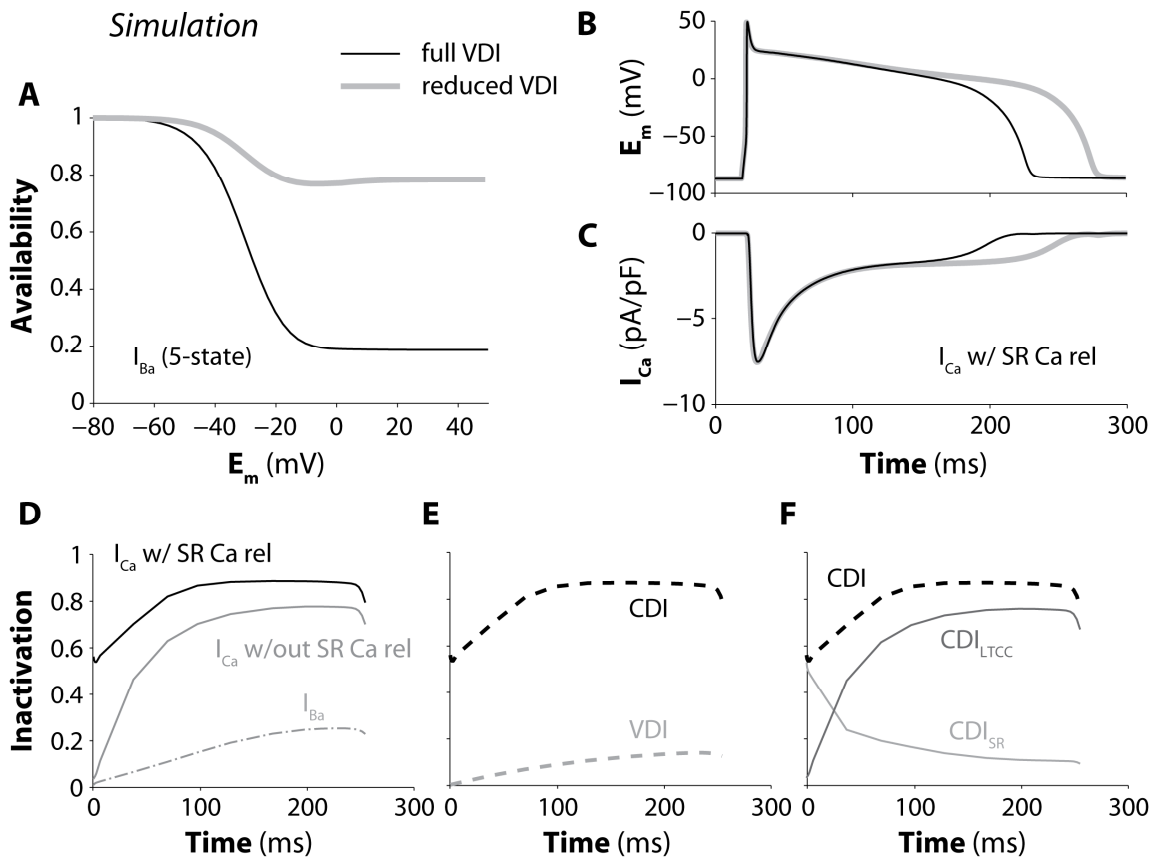 Simulation
full VDI
reduced VDI
A
1
0.8
0.6
0.4
0.2
0
Availability
I_Ba (5-state)
−80 −60 −40 −20 0 20 40
E_m (mV)
B
50
0
−50
−100
E_m (mV)
C
0
−5
−10
I_Ca (pA/pF)
I_Ca w/ SR Ca rel
0 100 200 300
Time (ms)
D
I_Ca w/ SR Ca rel
1
0.8
0.6
0.4
0.2
0
Inactivation
I_Ca w/out SR Ca rel
I_Ba
0 100 200 300
Time (ms)
E
CDI
VDI
0 100 200 300
Time (ms)
F
CDI
CDI_LTCC
CDI_SR
0 100 200 300
Time (ms)